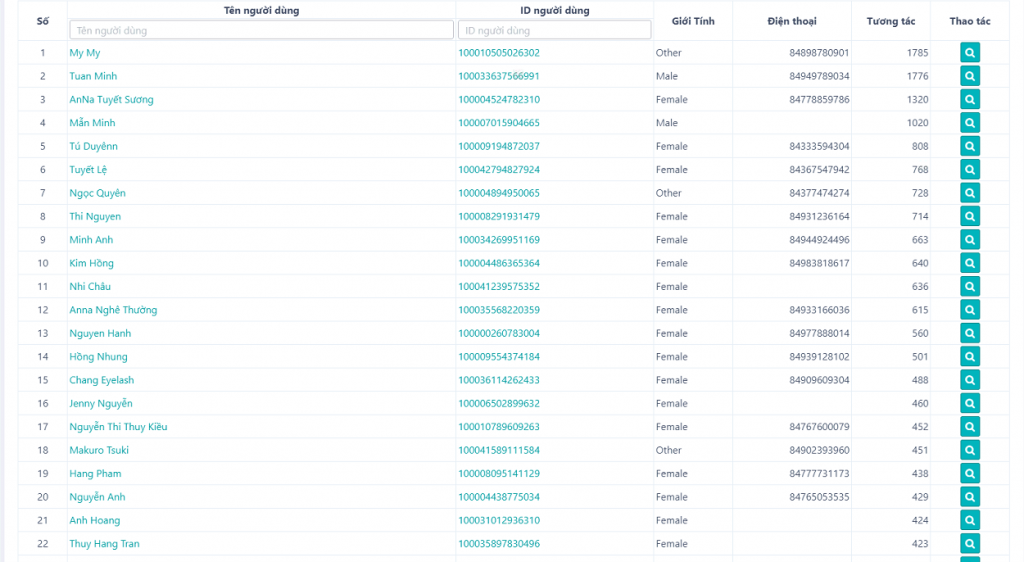 Số Tên người dùng ID người dùng Giới Tính Điện thoại Tương tác Thao tác
Tên người dùng ID người dùng
1 My My 100010505026302 Other 84898780901 1785
2 Tuan Minh 100033637566991 Male 84949789034 1776
3 AnNa Tuyết Sương 100004524782310 Female 84778859786 1320
4 Mẫn Minh 100007015904665 Male 1020
5 Tú Duyênn 100009194872037 Female 84333594304 808
6 Tuyết Lệ 100042794827924 Female 84367547942 768
7 Ngọc Quyên 100004894950065 Other 84377474274 728
8 Thi Nguyen 100008291931479 Female 84931236164 714
9 Minh Anh 100034269951169 Female 84944924496 663
10 Kim Hồng 100004486365364 Female 84983818617 640
11 Nhi Châu 100041239575352 Female 636
12 Anna Nghê Thường 100035568220359 Female 84933166036 615
13 Nguyen Hanh 100000260783004 Female 84977888014 560
14 Hồng Nhung 100009554374184 Female 84939128102 501
15 Chang Eyelash 100036114262433 Female 84909609304 488
16 Jenny Nguyễn 100006502899632 Female 460
17 Nguyễn Thi Thuy Kiều 100010789609263 Female 84767600079 452
18 Makuro Tsuki 100041589111584 Other 84902393960 451
19 Hang Pham 100008095141129 Female 84777731173 438
20 Nguyễn Anh 100004438775034 Female 84765053535 429
21 Anh Hoang 100031012936310 Female 424
22 Thuy Hang Tran 100035897830496 Female 423